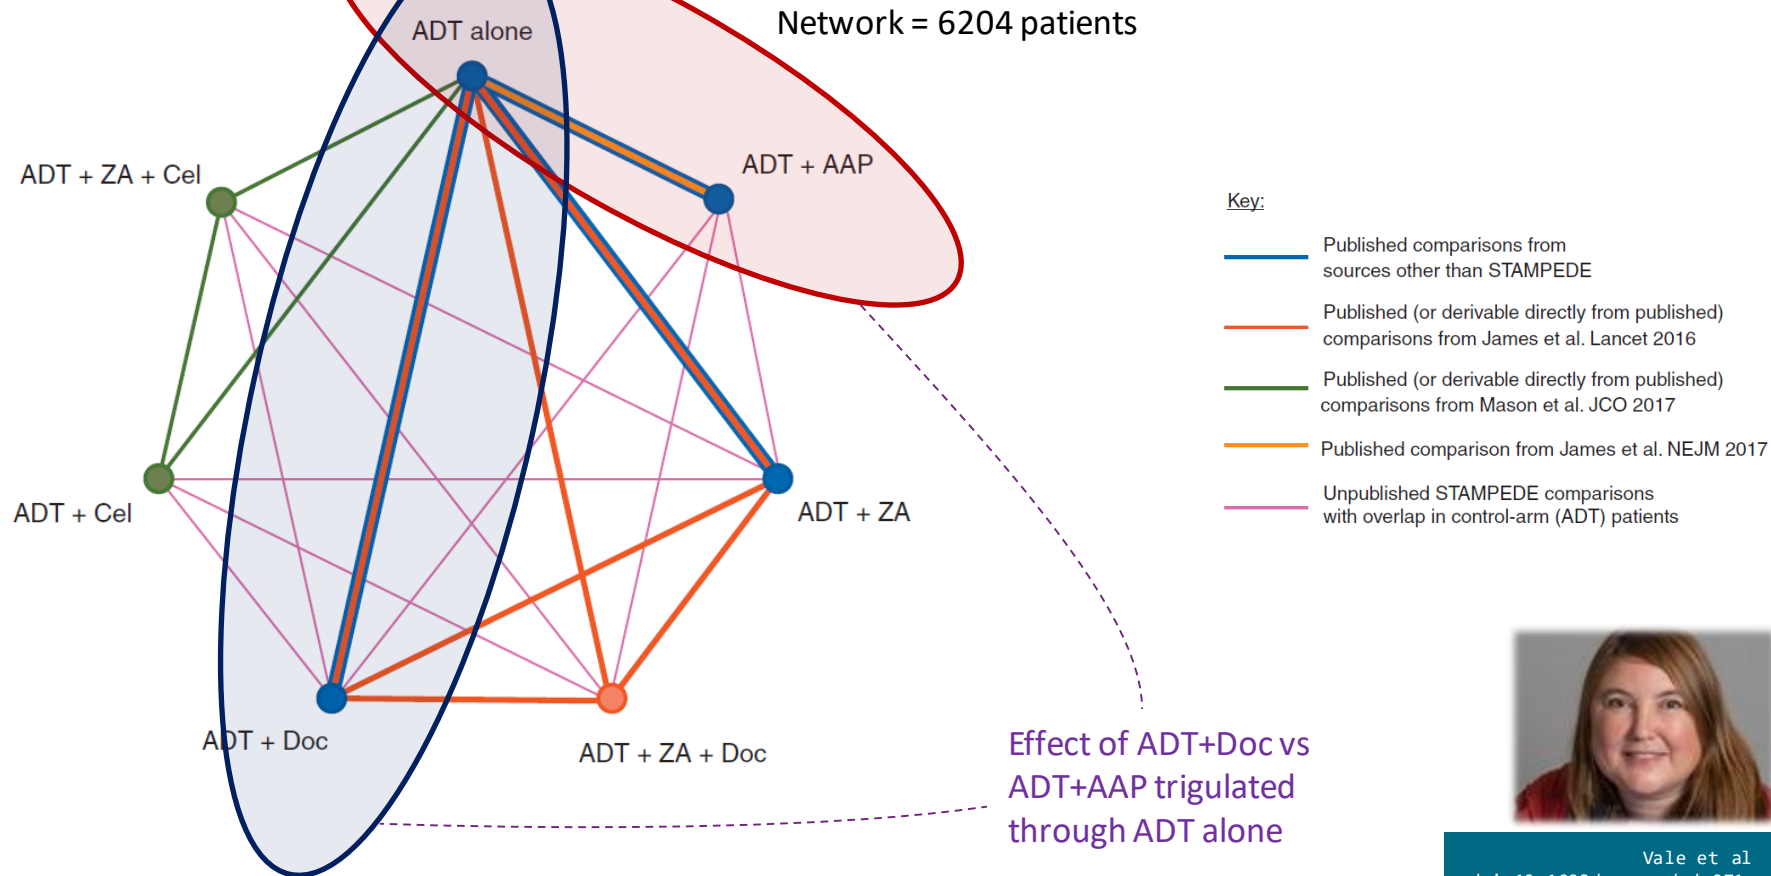 Network = 6204 patients
ADT alone
ADT + AAP
ADT + ZA + Cel
ADT + Cel
ADT + ZA
ADT + Doc
ADT + ZA + Doc
Key:
Published comparisons from
sources other than STAMPEDE
Published (or derivable directly from published)
comparisons from James et al. Lancet 2016
Published (or derivable directly from published)
comparisons from Mason et al. JCO 2017
Published comparison from James et al. NEJM 2017
Unpublished STAMPEDE comparisons
with overlap in control-arm (ADT) patients
Effect of ADT+Doc vs
ADT+AAP trigulated
through ADT alone
Vale et al